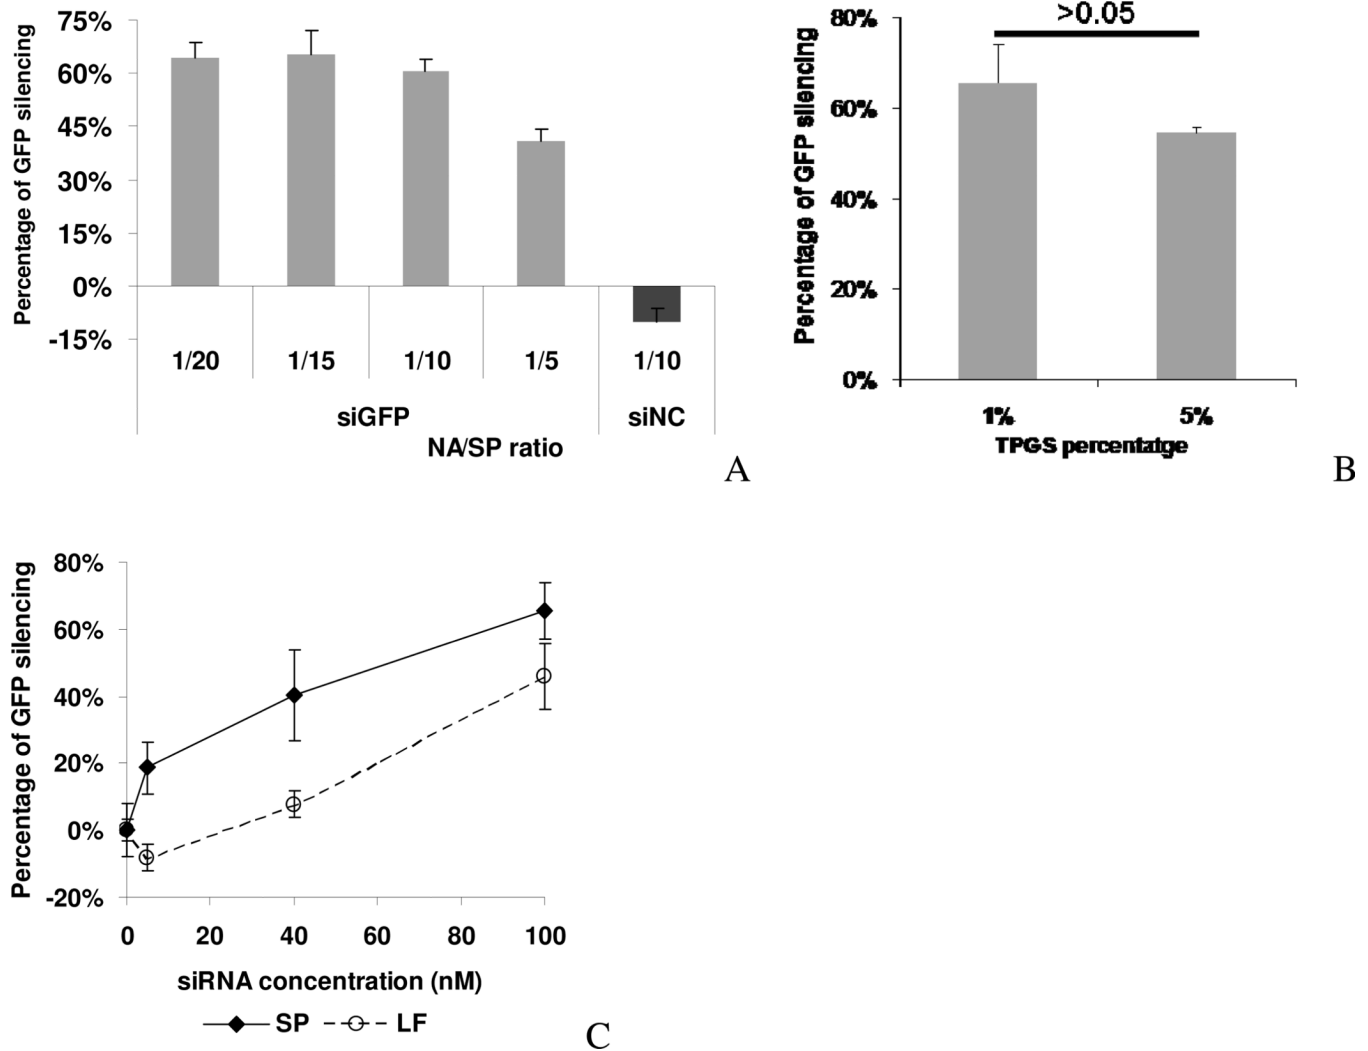 Percentage of GFP silencing
75%
60%
45%
30%
15%
0%
-15%
1/20 1/15 1/10 1/5 1/10
siGFP siNC
NA/SP ratio
A
Percentage of GFP silencing
>0.05
80%
60%
40%
20%
0%
1% 5%
TPGS percentatge
B
Percentage of GFP silencing
80%
60%
40%
20%
0%
-20%
0 20 40 60 80 100
siRNA concentration (nM)
SP LF
C